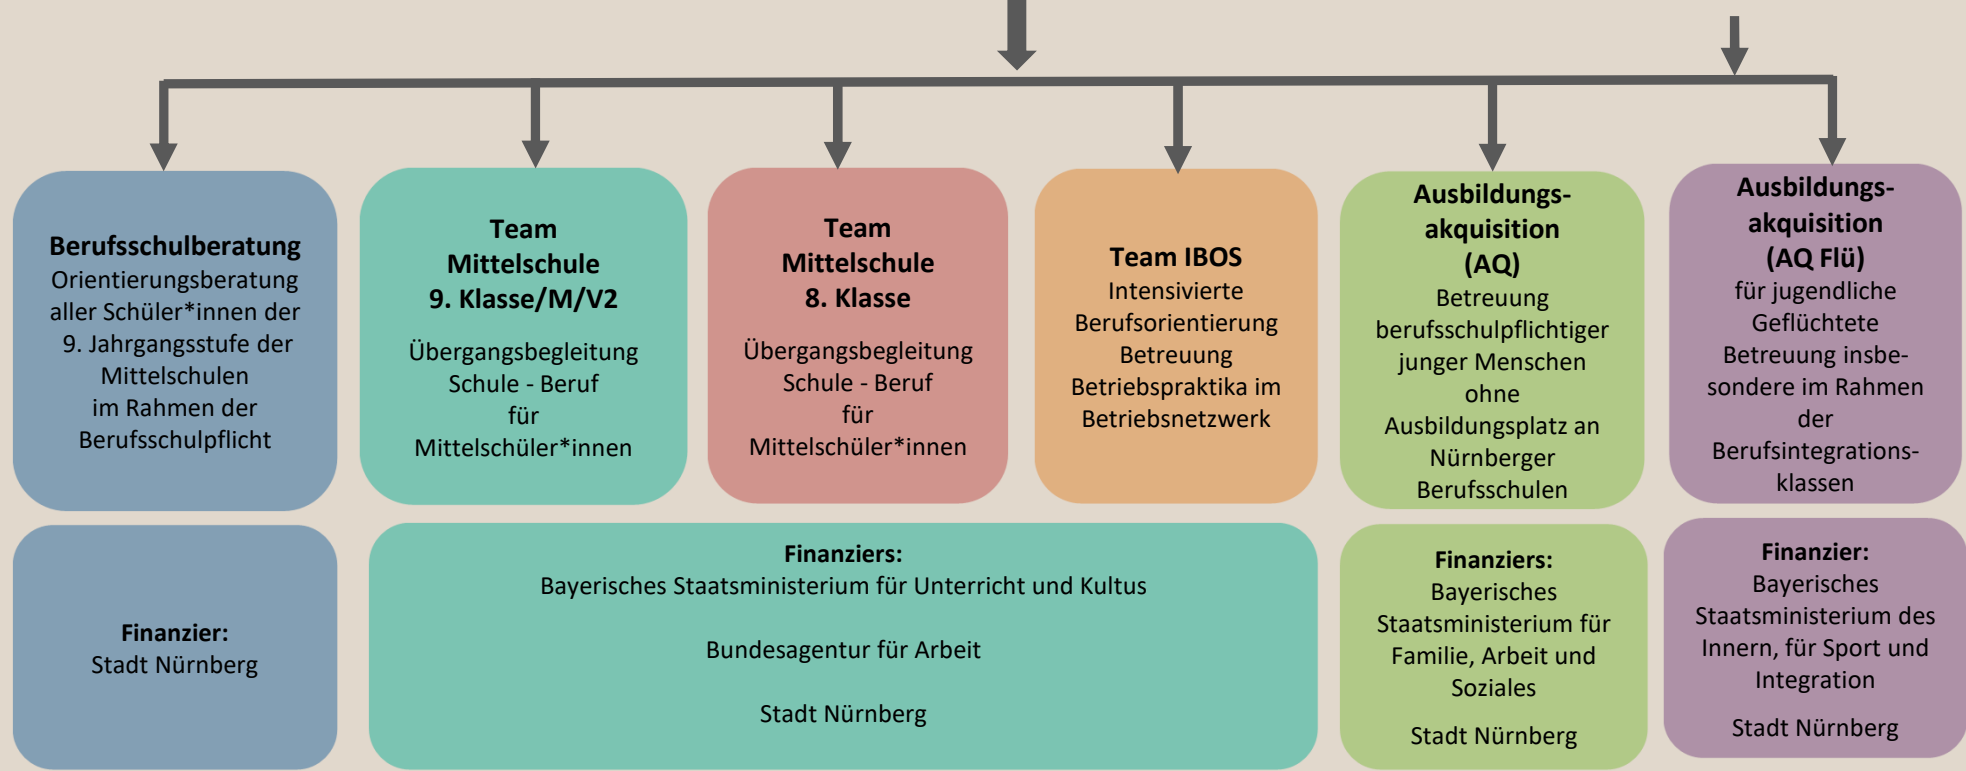 Berufsschulberatung
Orientierungsberatung
aller Schüler*innen der
9. Jahrgangsstufe der
Mittelschulen
im Rahmen der
Berufsschulpflicht
Team
Mittelschule
9. Klasse/M/V2
Übergangsbegleitung
Schule - Beruf
für
Mittelschüler*innen
Team
Mittelschule
8. Klasse
Übergangsbegleitung
Schule - Beruf
für
Mittelschüler*innen
Team IBOS
Intensivierte
Berufsorientierung
Betreuung
Betriebspraktika im
Betriebsnetzwerk
Ausbildungs-
akquisition
(AQ)
Betreuung
berufsschulpflichtiger
junger Menschen
ohne
Ausbildungsplatz an
Nürnberger
Berufsschulen
Ausbildungs-
akquisition
(AQ Flü)
für jugendliche
Geflüchtete
Betreuung insbe-
sondere im Rahmen
der
Berufsintegrations-
klassen
Finanzier:
Stadt Nürnberg
Finanziers:
Bayerisches Staatsministerium für Unterricht und Kultus
Bundesagentur für Arbeit
Stadt Nürnberg
Finanziers:
Bayerisches
Staatsministerium für
Familie, Arbeit und
Soziales
Stadt Nürnberg
Finanzier:
Bayerisches
Staatsministerium des
Innern, für Sport und
Integration
Stadt Nürnberg